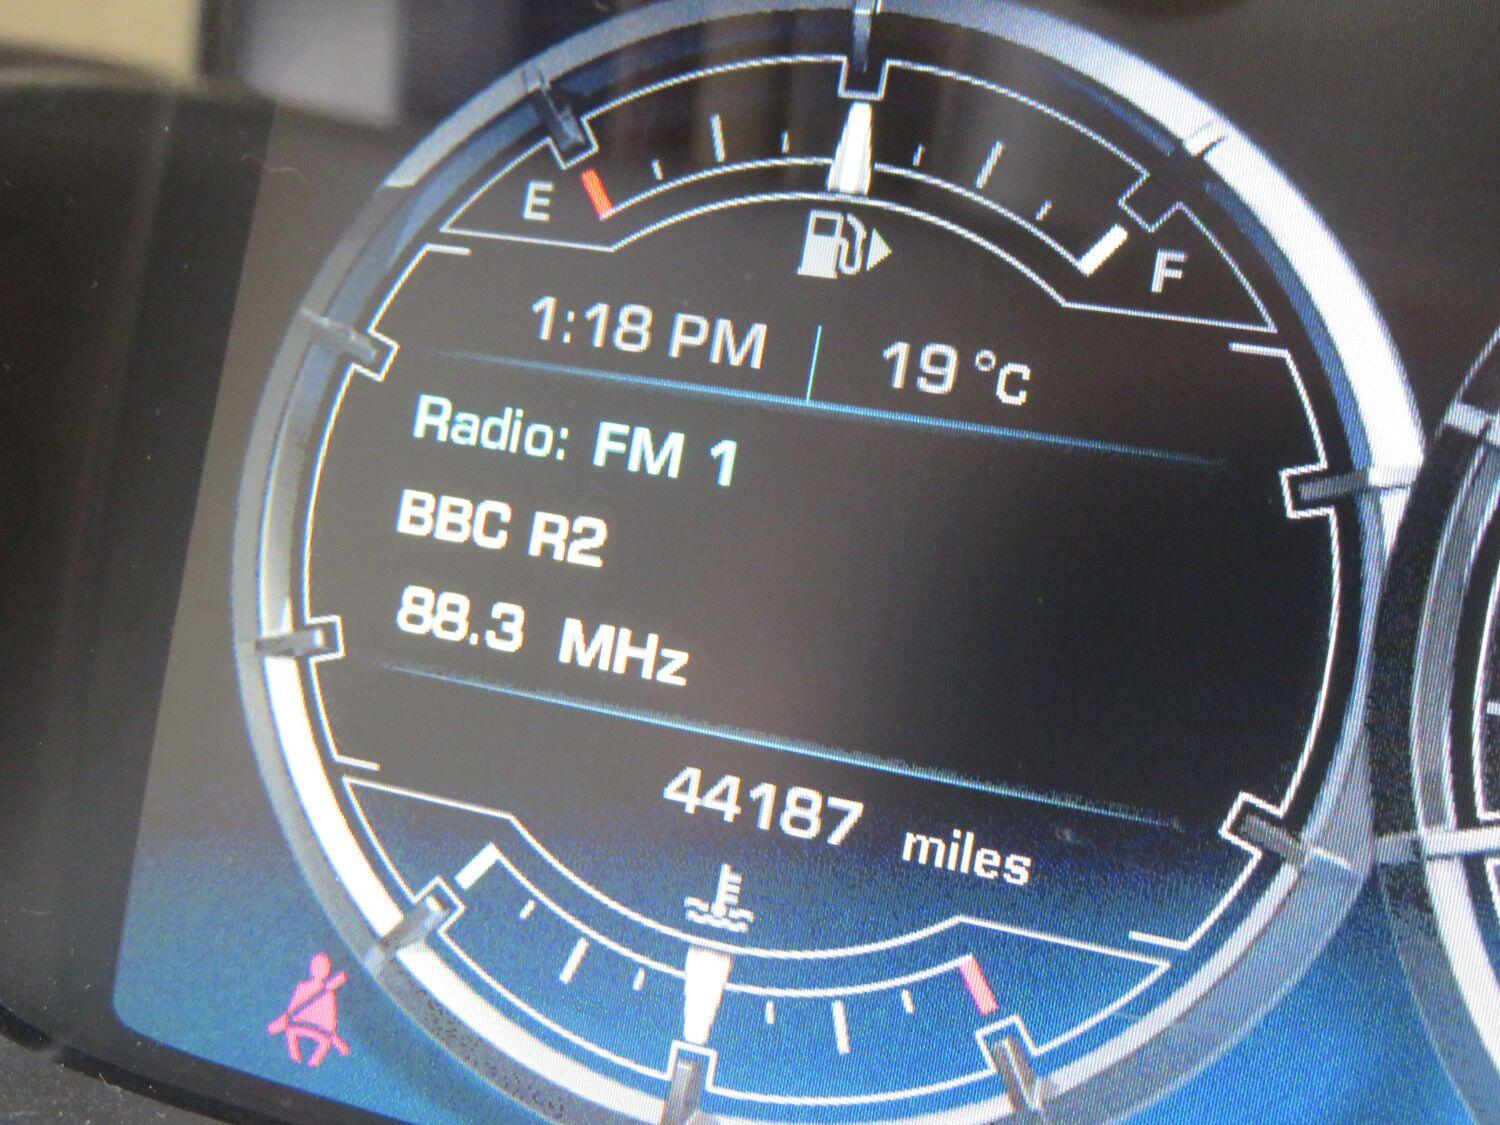 E
F
1:18 PM 19°C
Radio: FM 1
BBC R2
88.3 MHz
44187 miles